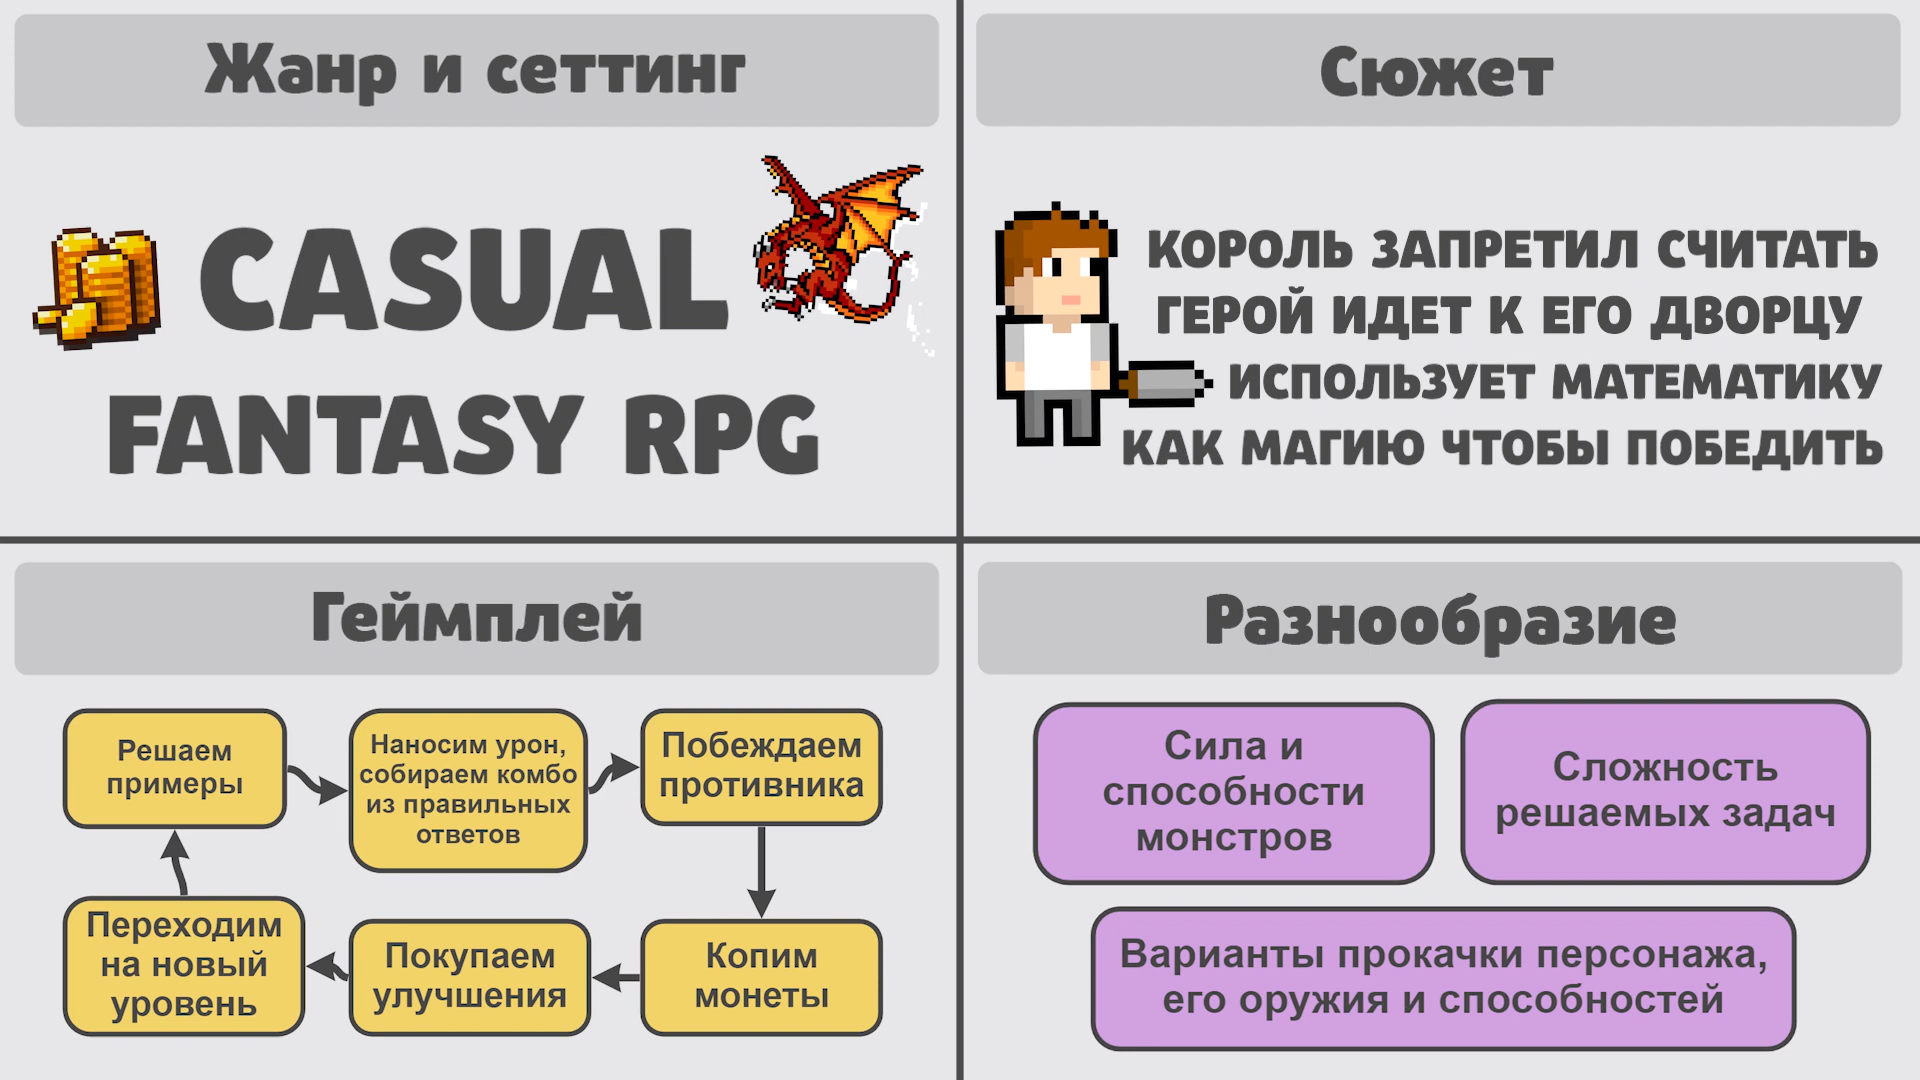 Жанр и сеттинг
CASUAL
FANTASY RPG
Сюжет
КОРОЛЬ ЗАПРЕТИЛ СЧИТАТЬ
ГЕРОЙ ИДЕТ К ЕГО ДВОРЦУ
ИСПОЛЬЗУЕТ МАТЕМАТИКУ
КАК МАГИЮ ЧТОБЫ ПОБЕДИТЬ
Геймплей
Решаем
примеры
Наносим урон,
собираем комбо
из правильных
ответов
Побеждаем
противника
Переходим
на новый
уровень
Покупаем
улучшения
Копим
монеты
Разнообразие
Сила и
способности
монстров
Сложность
решаемых задач
Варианты прокачки персонажа,
его оружия и способностей